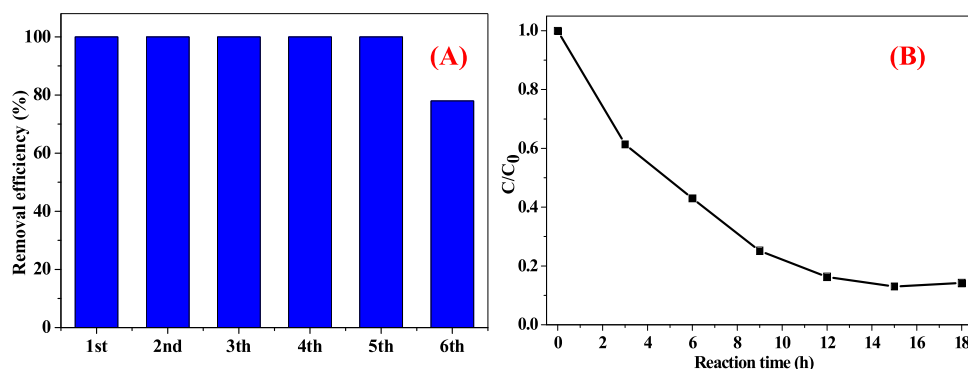 (A)
Removal efficiency (%)
100
80
60
40
20
0
1st 2nd 3th 4th 5th 6th
(B)
C/C0
1.0
0.8
0.6
0.4
0.2
0.0
0 2 4 6 8 10 12 14 16 18
Reaction time (h)